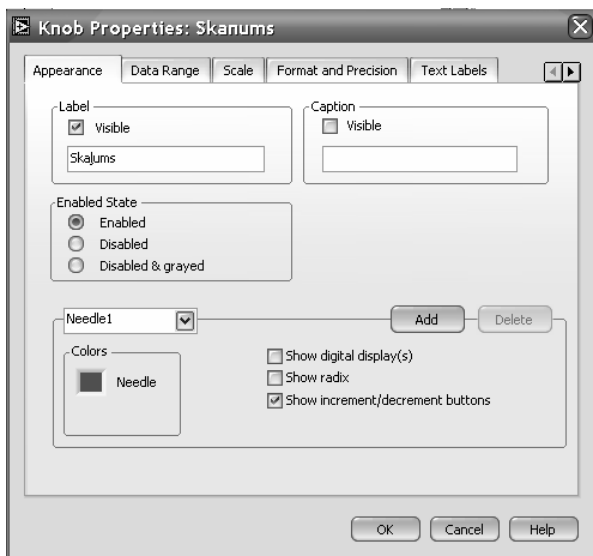 Knob Properties: Skanums
Appearance Data Range Scale Format and Precision Text Labels
Label Caption
Visible Visible
Skaļums
Enabled State
Enabled
Disabled
Disabled & grayed
Needle1 Add Delete
Colors
Needle
Show digital display(s)
Show radix
Show increment/decrement buttons
OK Cancel Help